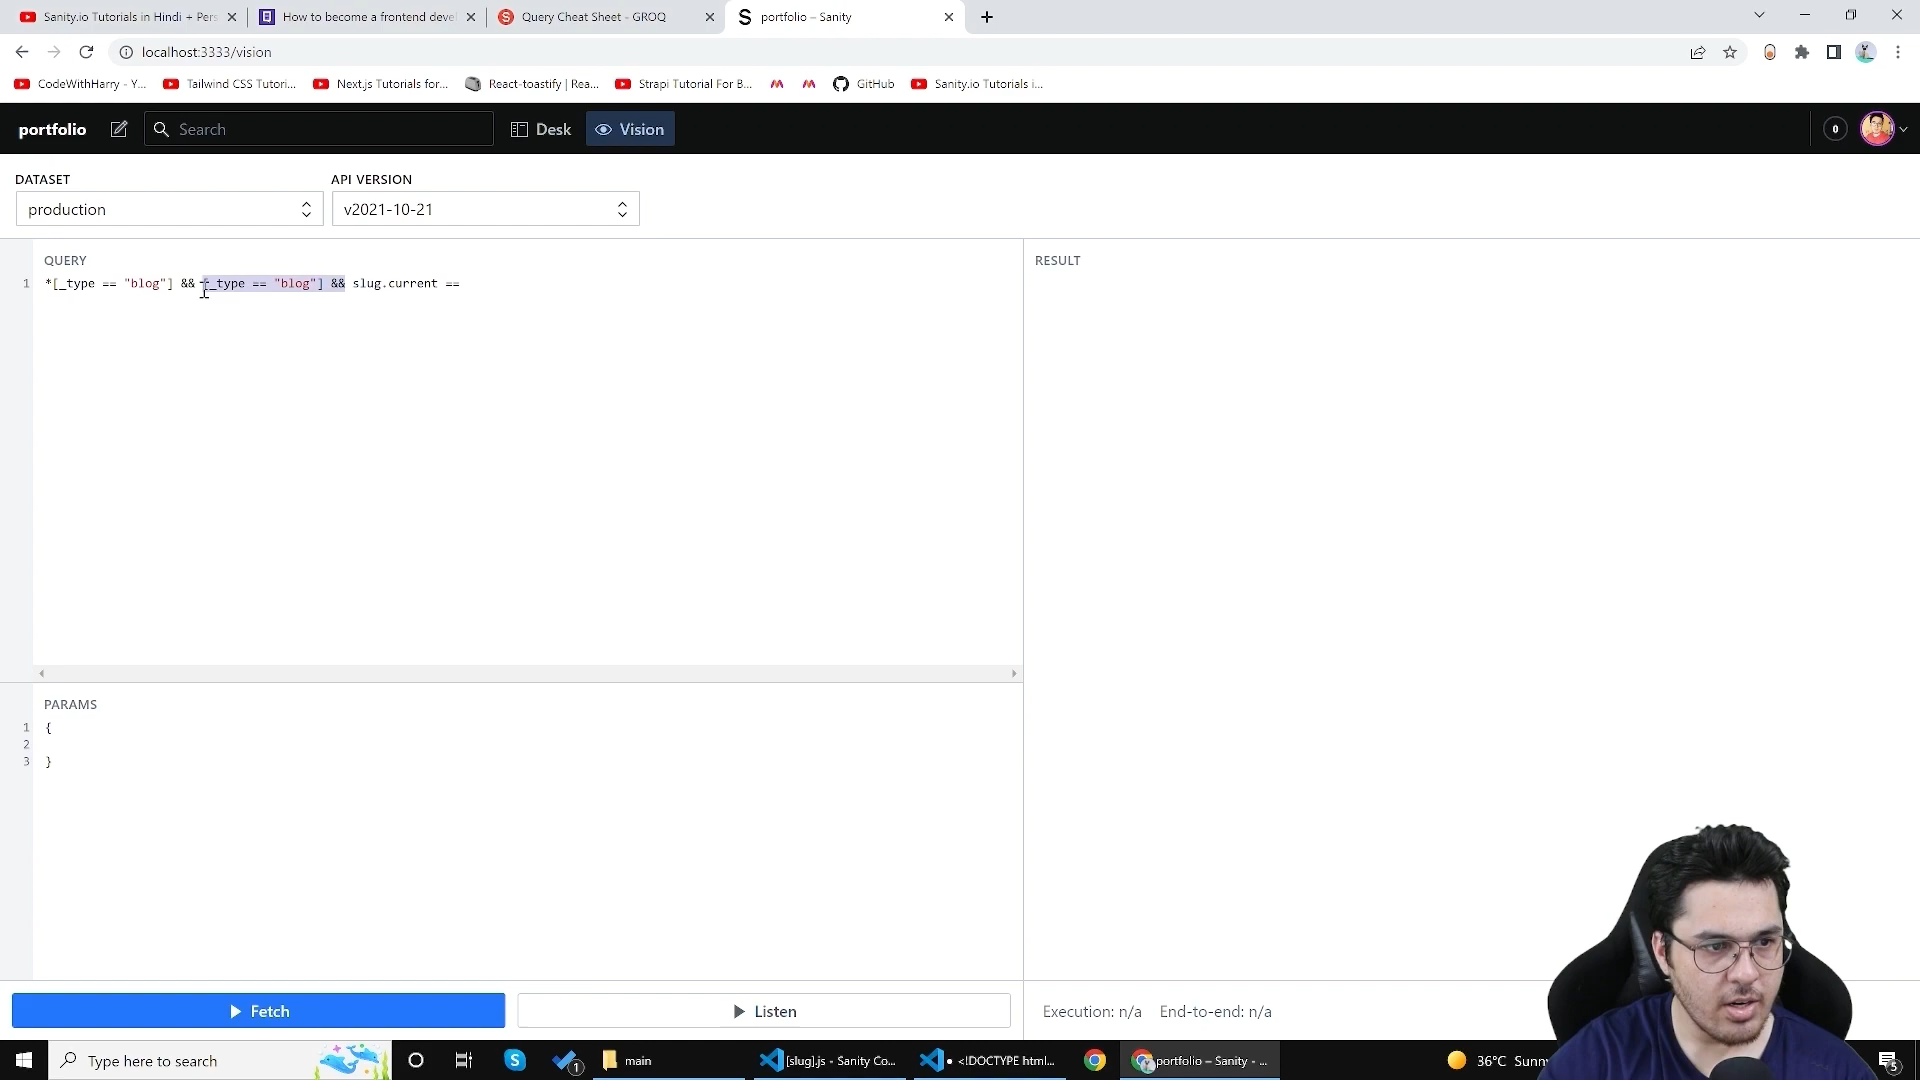 Sanity.io Tutorials in Hindi + Pers
How to become a frontend deve
Query Cheat Sheet - GROQ
portfolio – Sanity
localhost:3333/vision
CodeWithHarry - Y...
Tailwind CSS Tutori...
Next.js Tutorials for...
React-toastify | Rea...
Strapi Tutorial For B...
GitHub
Sanity.io Tutorials i...
portfolio
Search
Desk
Vision
0
DATASET
API VERSION
production
v2021-10-21
QUERY
1 *[_type == "blog"] && [_type == "blog"] && slug.current ==
RESULT
PARAMS
1 {
2
3 }
Fetch
Listen
Execution: n/a End-to-end: n/a
Type here to search
1
main
[slug].js - Sanity Co...
• <!DOCTYPE html...
portfolio – Sanity - ...
36°C Sunny
5